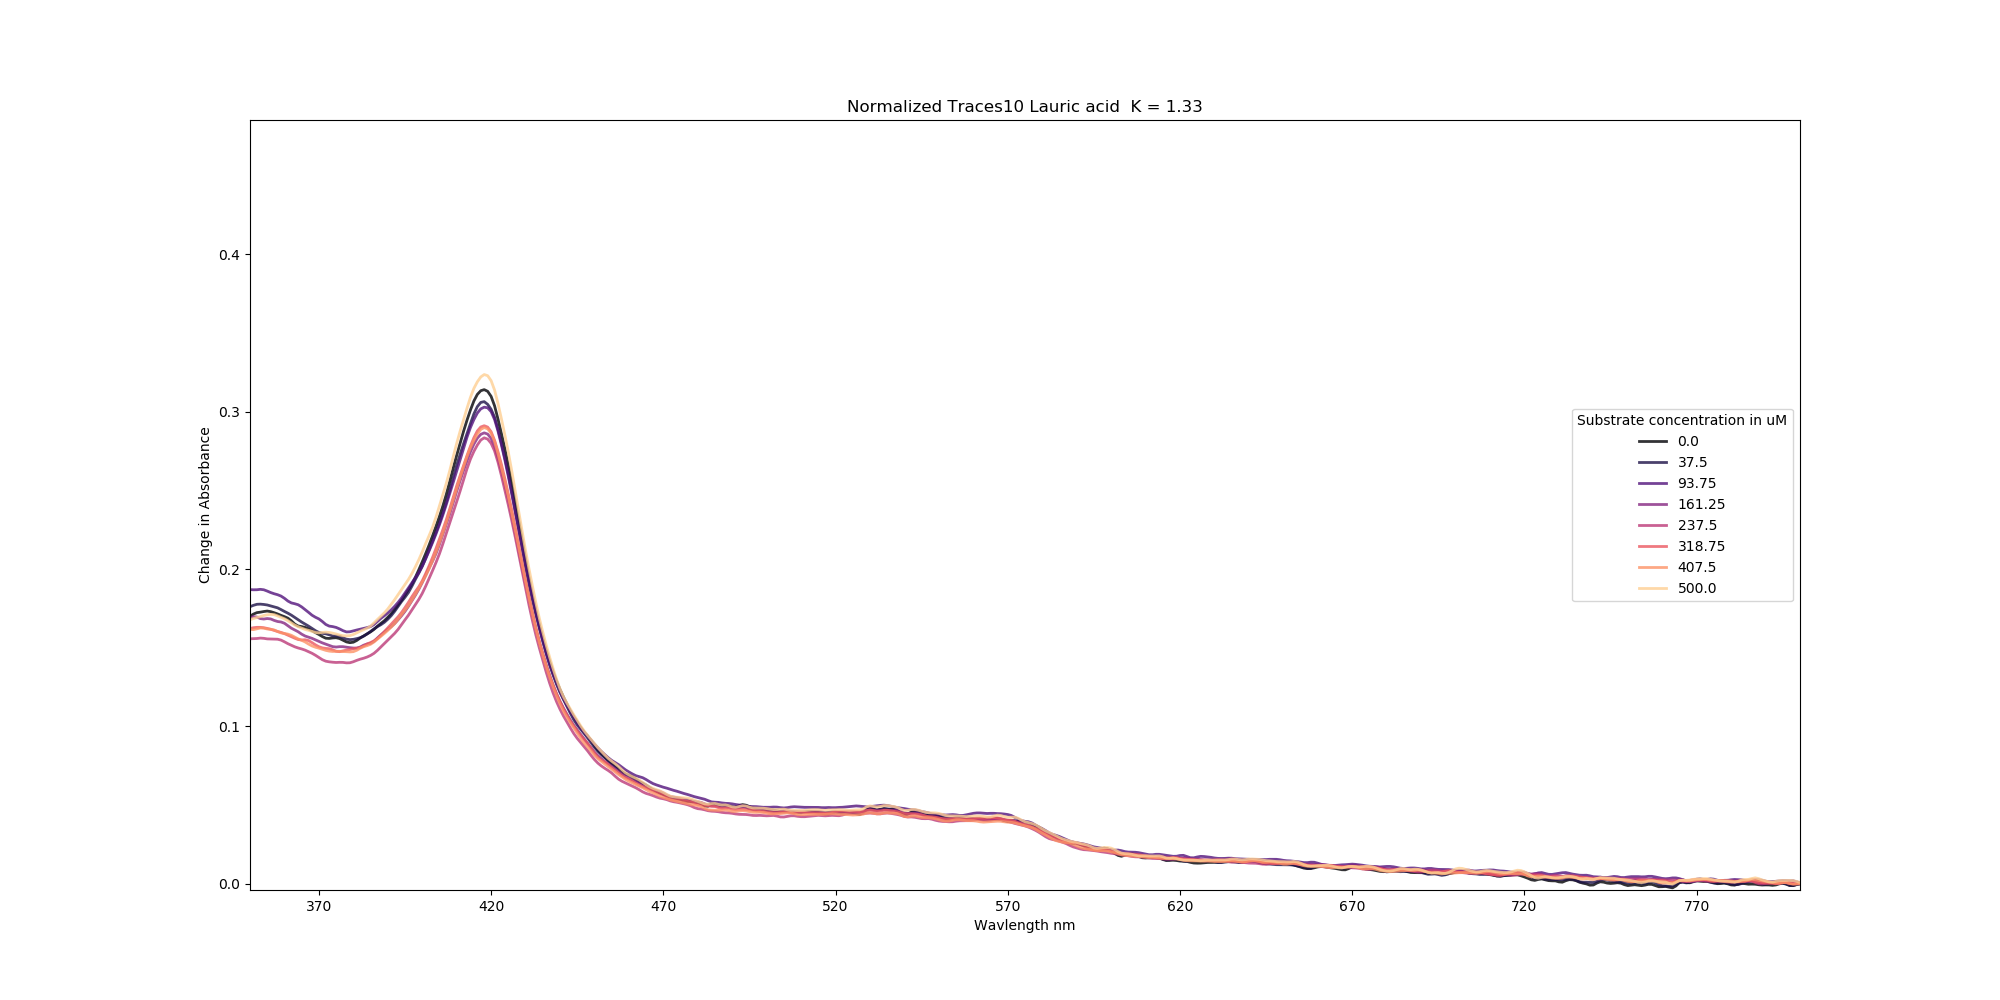 Normalized Traces10 Lauric acid  K = 1.33
Change in Absorbance
0.4
0.3
0.2
0.1
0.0
Substrate concentration in uM
0.0
37.5
93.75
161.25
237.5
318.75
407.5
500.0
370 420 470 520 570 620 670 720 770
Wavlength nm